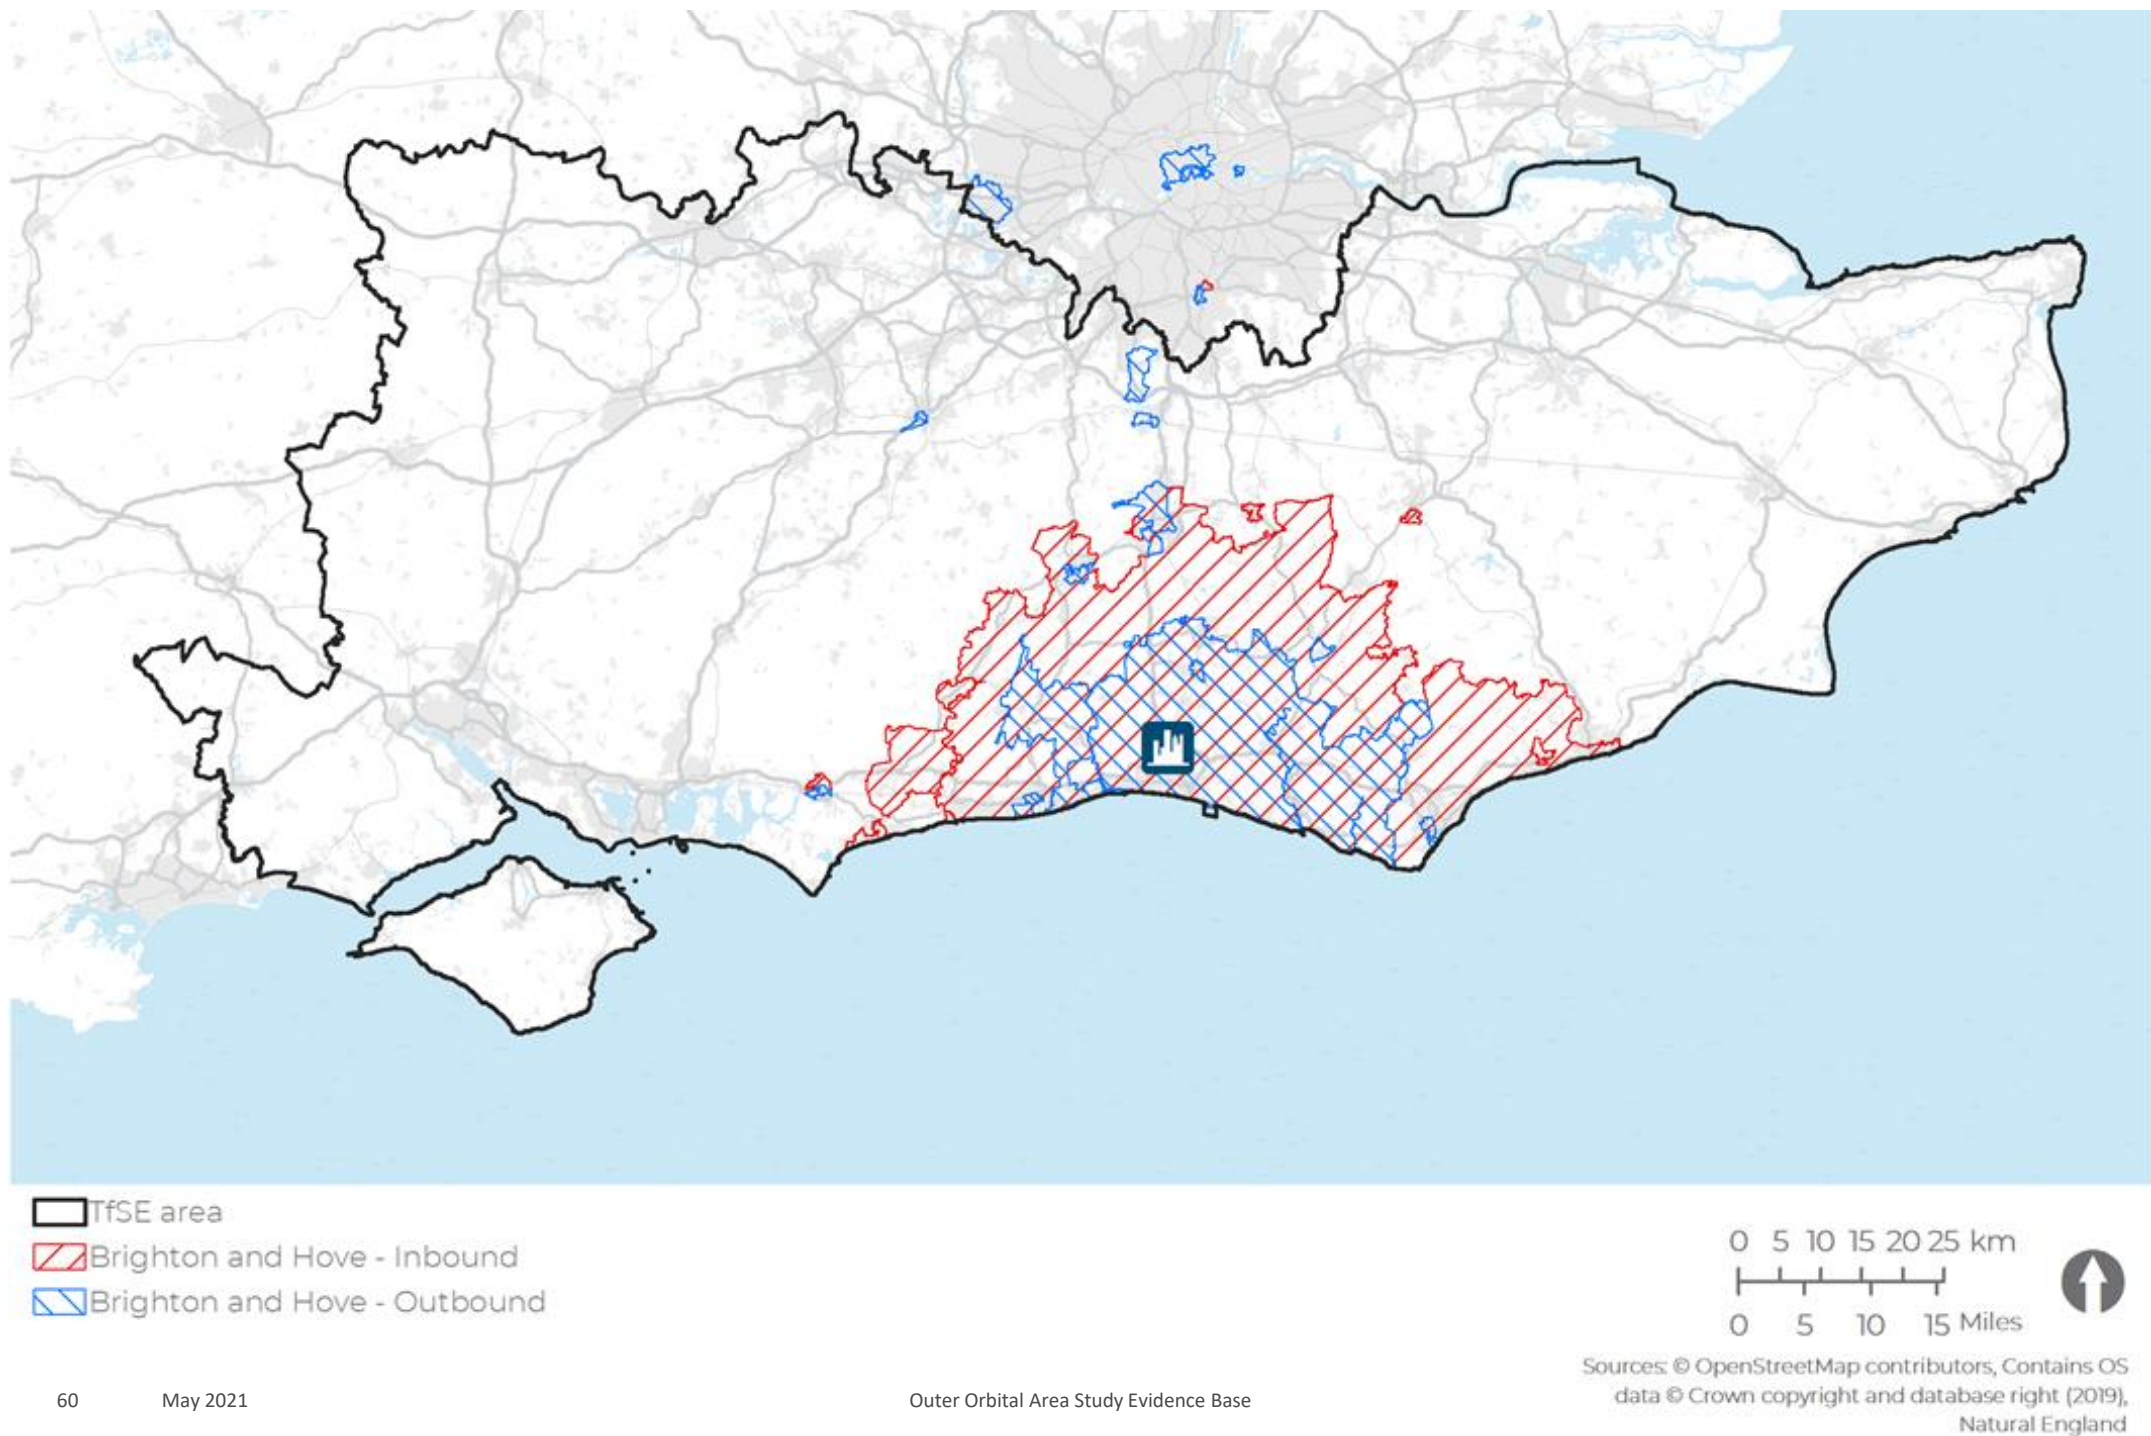 TfSE area
Brighton and Hove - Inbound
Brighton and Hove - Outbound
0 5 10 15 20 25 km
0 5 10 15 Miles
Sources: © OpenStreetMap contributors, Contains OS
data © Crown copyright and database right (2019),
Natural England
60 May 2021 Outer Orbital Area Study Evidence Base